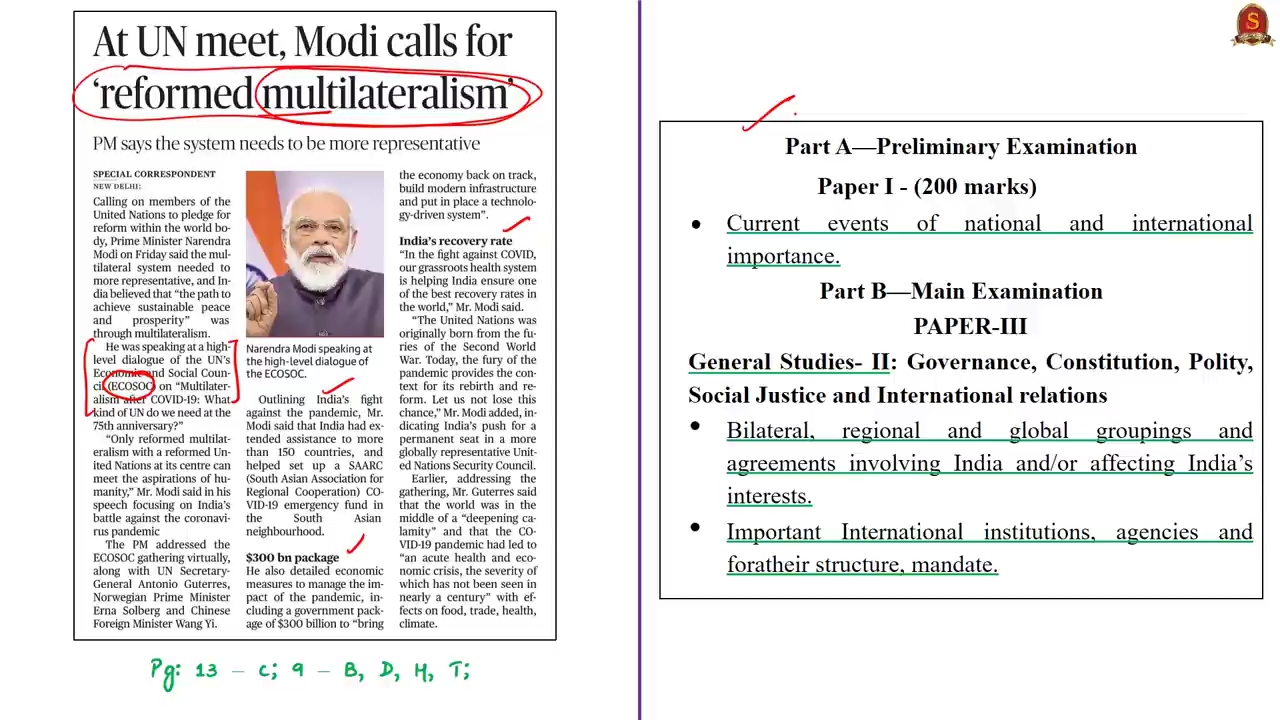 At UN meet, Modi calls for
‘reformed multilateralism’
PM says the system needs to be more representative
SPECIAL CORRESPONDENT
NEW DELHI:
Calling on members of the
United Nations to pledge for
reform within the world bo-
dy, Prime Minister Narendra
Modi on Friday said the mul-
tilateral system needed to
more representative, and In-
dia believed that “the path to
achieve sustainable peace
and prosperity” was
through multilateralism.
He was speaking at a high-
level dialogue of the UN’s
Economic and Social Coun-
cil (ECOSOC) on “Multilater-
alism after COVID-19: What
kind of UN do we need at the
75th anniversary?”
“Only reformed multilat-
eralism with a reformed Un-
ited Nations at its centre can
meet the aspirations of hu-
manity,” Mr. Modi said in his
speech focusing on India’s
battle against the coronavi-
rus pandemic
The PM addressed the
ECOSOC gathering virtually,
along with UN Secretary-
General Antonio Guterres,
Norwegian Prime Minister
Erna Solberg and Chinese
Foreign Minister Wang Yi.
Narendra Modi speaking at
the high-level dialogue of
the ECOSOC.
Outlining India’s fight
against the pandemic, Mr.
Modi said that India had ex-
tended assistance to more
than 150 countries, and
helped set up a SAARC
(South Asian Association for
Regional Cooperation) CO-
VID-19 emergency fund in
the South Asian
neighbourhood.
$300 bn package
He also detailed economic
measures to manage the im-
pact of the pandemic, in-
cluding a government pack-
age of $300 billion to “bring
the economy back on track,
build modern infrastructure
and put in place a technolo-
gy-driven system”.
India’s recovery rate
“In the fight against COVID,
our grassroots health system
is helping India ensure one
of the best recovery rates in
the world,” Mr. Modi said.
“The United Nations was
originally born from the fu-
ries of the Second World
War. Today, the fury of the
pandemic provides the con-
text for its rebirth and re-
form. Let us not lose this
chance,” Mr. Modi added, in-
dicating India’s push for a
permanent seat in a more
globally representative Unit-
ed Nations Security Council.
Earlier, addressing the
gathering, Mr. Guterres said
that the world was in the
middle of a “deepening ca-
lamity” and that the CO-
VID-19 pandemic had led to
“an acute health and eco-
nomic crisis, the severity of
which has not been seen in
nearly a century” with ef-
fects on food, trade, health,
climate.
Pg: 13 – C; 9 – B, D, H, T;
Part A—Preliminary Examination
Paper I - (200 marks)
• Current events of national and international
importance.
Part B—Main Examination
PAPER-III
General Studies- II: Governance, Constitution, Polity,
Social Justice and International relations
• Bilateral, regional and global groupings and
agreements involving India and/or affecting India’s
interests.
• Important International institutions, agencies and
foratheir structure, mandate.
S